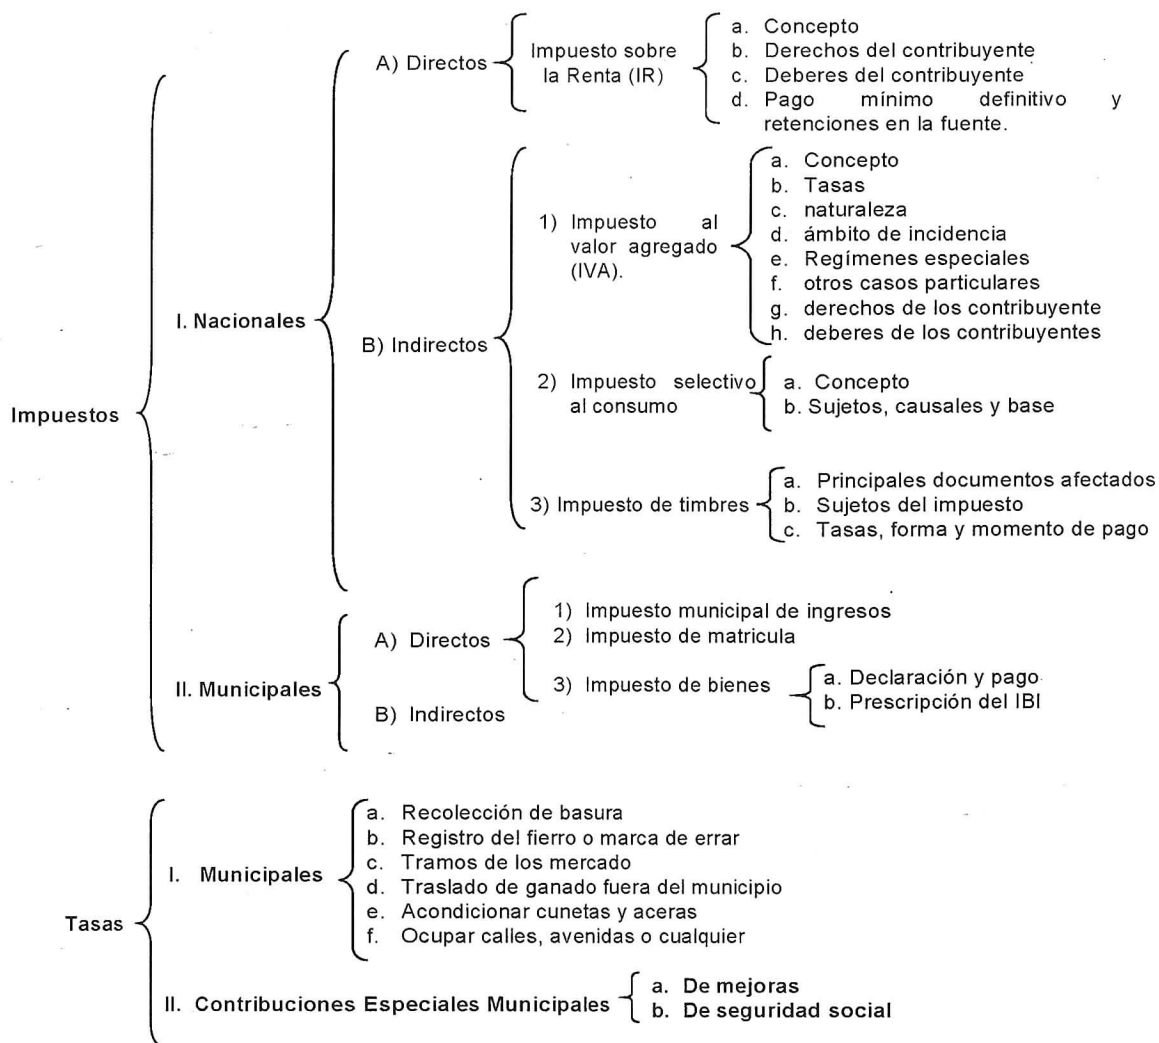 Impuestos
I. Nacionales
A) Directos
Impuesto sobre
la Renta (IR)
a. Concepto
b. Derechos del contribuyente
c. Deberes del contribuyente
d. Pago mínimo definitivo y
retenciones en la fuente.
B) Indirectos
1) Impuesto al
valor agregado
(IVA).
a. Concepto
b. Tasas
c. naturaleza
d. ámbito de incidencia
e. Regímenes especiales
f. otros casos particulares
g. derechos de los contribuyente
h. deberes de los contribuyentes
2) Impuesto selectivo
al consumo
a. Concepto
b. Sujetos, causales y base
3) Impuesto de timbres
a. Principales documentos afectados
b. Sujetos del impuesto
c. Tasas, forma y momento de pago
II. Municipales
A) Directos
1) Impuesto municipal de ingresos
2) Impuesto de matricula
3) Impuesto de bienes
a. Declaración y pago
b. Prescripción del IBI
B) Indirectos
Tasas
I. Municipales
a. Recolección de basura
b. Registro del fierro o marca de errar
c. Tramos de los mercado
d. Traslado de ganado fuera del municipio
e. Acondicionar cunetas y aceras
f. Ocupar calles, avenidas o cualquier
II. Contribuciones Especiales Municipales
a. De mejoras
b. De seguridad social